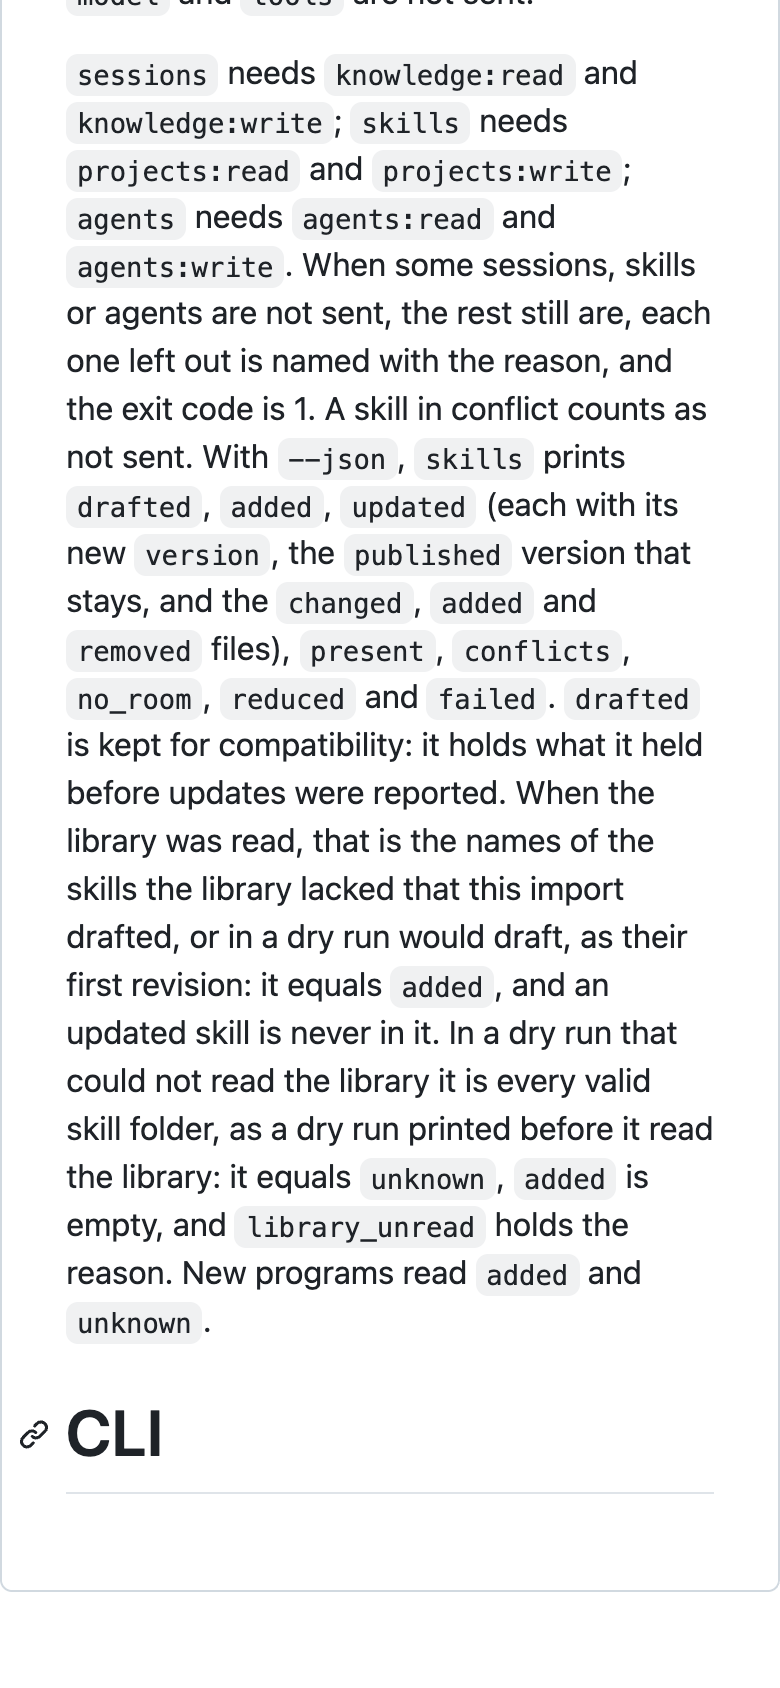 model and tools are not sent.
sessions needs knowledge:read and
knowledge:write; skills needs
projects:read and projects:write;
agents needs agents:read and
agents:write. When some sessions, skills
or agents are not sent, the rest still are, each
one left out is named with the reason, and
the exit code is 1. A skill in conflict counts as
not sent. With --json, skills prints
drafted, added, updated (each with its
new version, the published version that
stays, and the changed, added and
removed files), present, conflicts,
no_room, reduced and failed. drafted
is kept for compatibility: it holds what it held
before updates were reported. When the
library was read, that is the names of the
skills the library lacked that this import
drafted, or in a dry run would draft, as their
first revision: it equals added, and an
updated skill is never in it. In a dry run that
could not read the library it is every valid
skill folder, as a dry run printed before it read
the library: it equals unknown, added is
empty, and library_unread holds the
reason. New programs read added and
unknown.
CLI